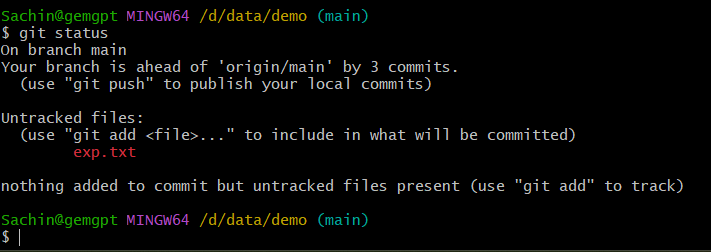 Sachin@gemgpt MINGW64 /d/data/demo (main)
$ git status
On branch main
Your branch is ahead of 'origin/main' by 3 commits.
  (use "git push" to publish your local commits)

Untracked files:
  (use "git add <file>..." to include in what will be committed)
        exp.txt

nothing added to commit but untracked files present (use "git add" to track)

Sachin@gemgpt MINGW64 /d/data/demo (main)
$